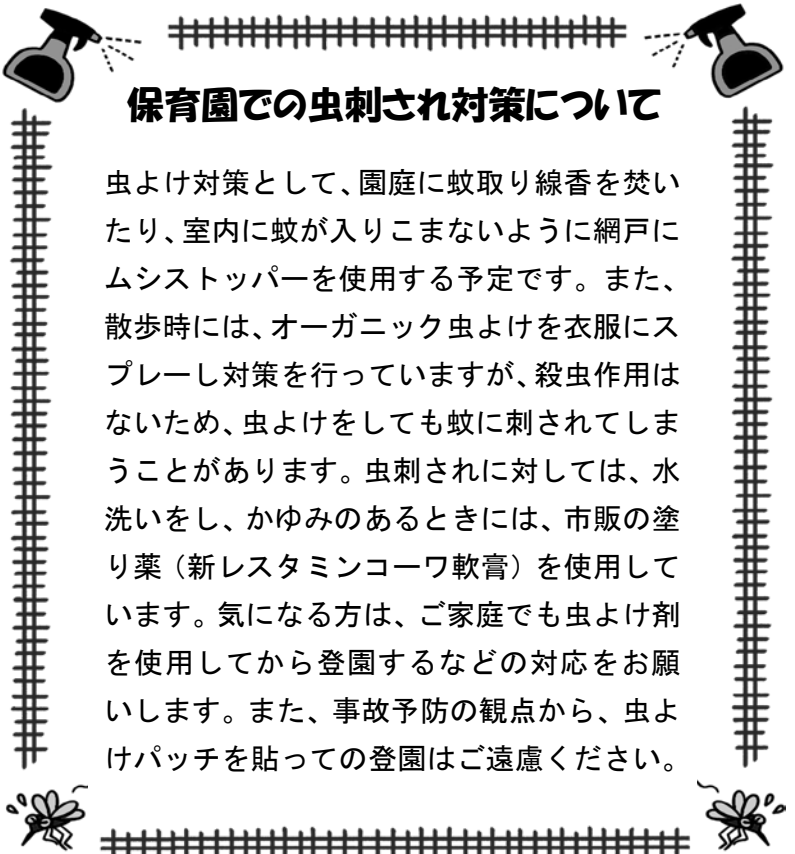 保育園での虫刺され対策について
虫よけ対策として、園庭に蚊取り線香を焚い
たり、室内に蚊が入りこまないように網戸に
ムシストッパーを使用する予定です。また、
散歩時には、オーガニック虫よけを衣服にス
プレーし対策を行っていますが、殺虫作用は
ないため、虫よけをしても蚊に刺されてしま
うことがあります。虫刺されに対しては、水
洗いをし、かゆみのあるときには、市販の塗
り薬（新レスタミンコーワ軟膏）を使用して
います。気になる方は、ご家庭でも虫よけ剤
を使用してから登園するなどの対応をお願
いします。また、事故予防の観点から、虫よ
けパッチを貼っての登園はご遠慮ください。